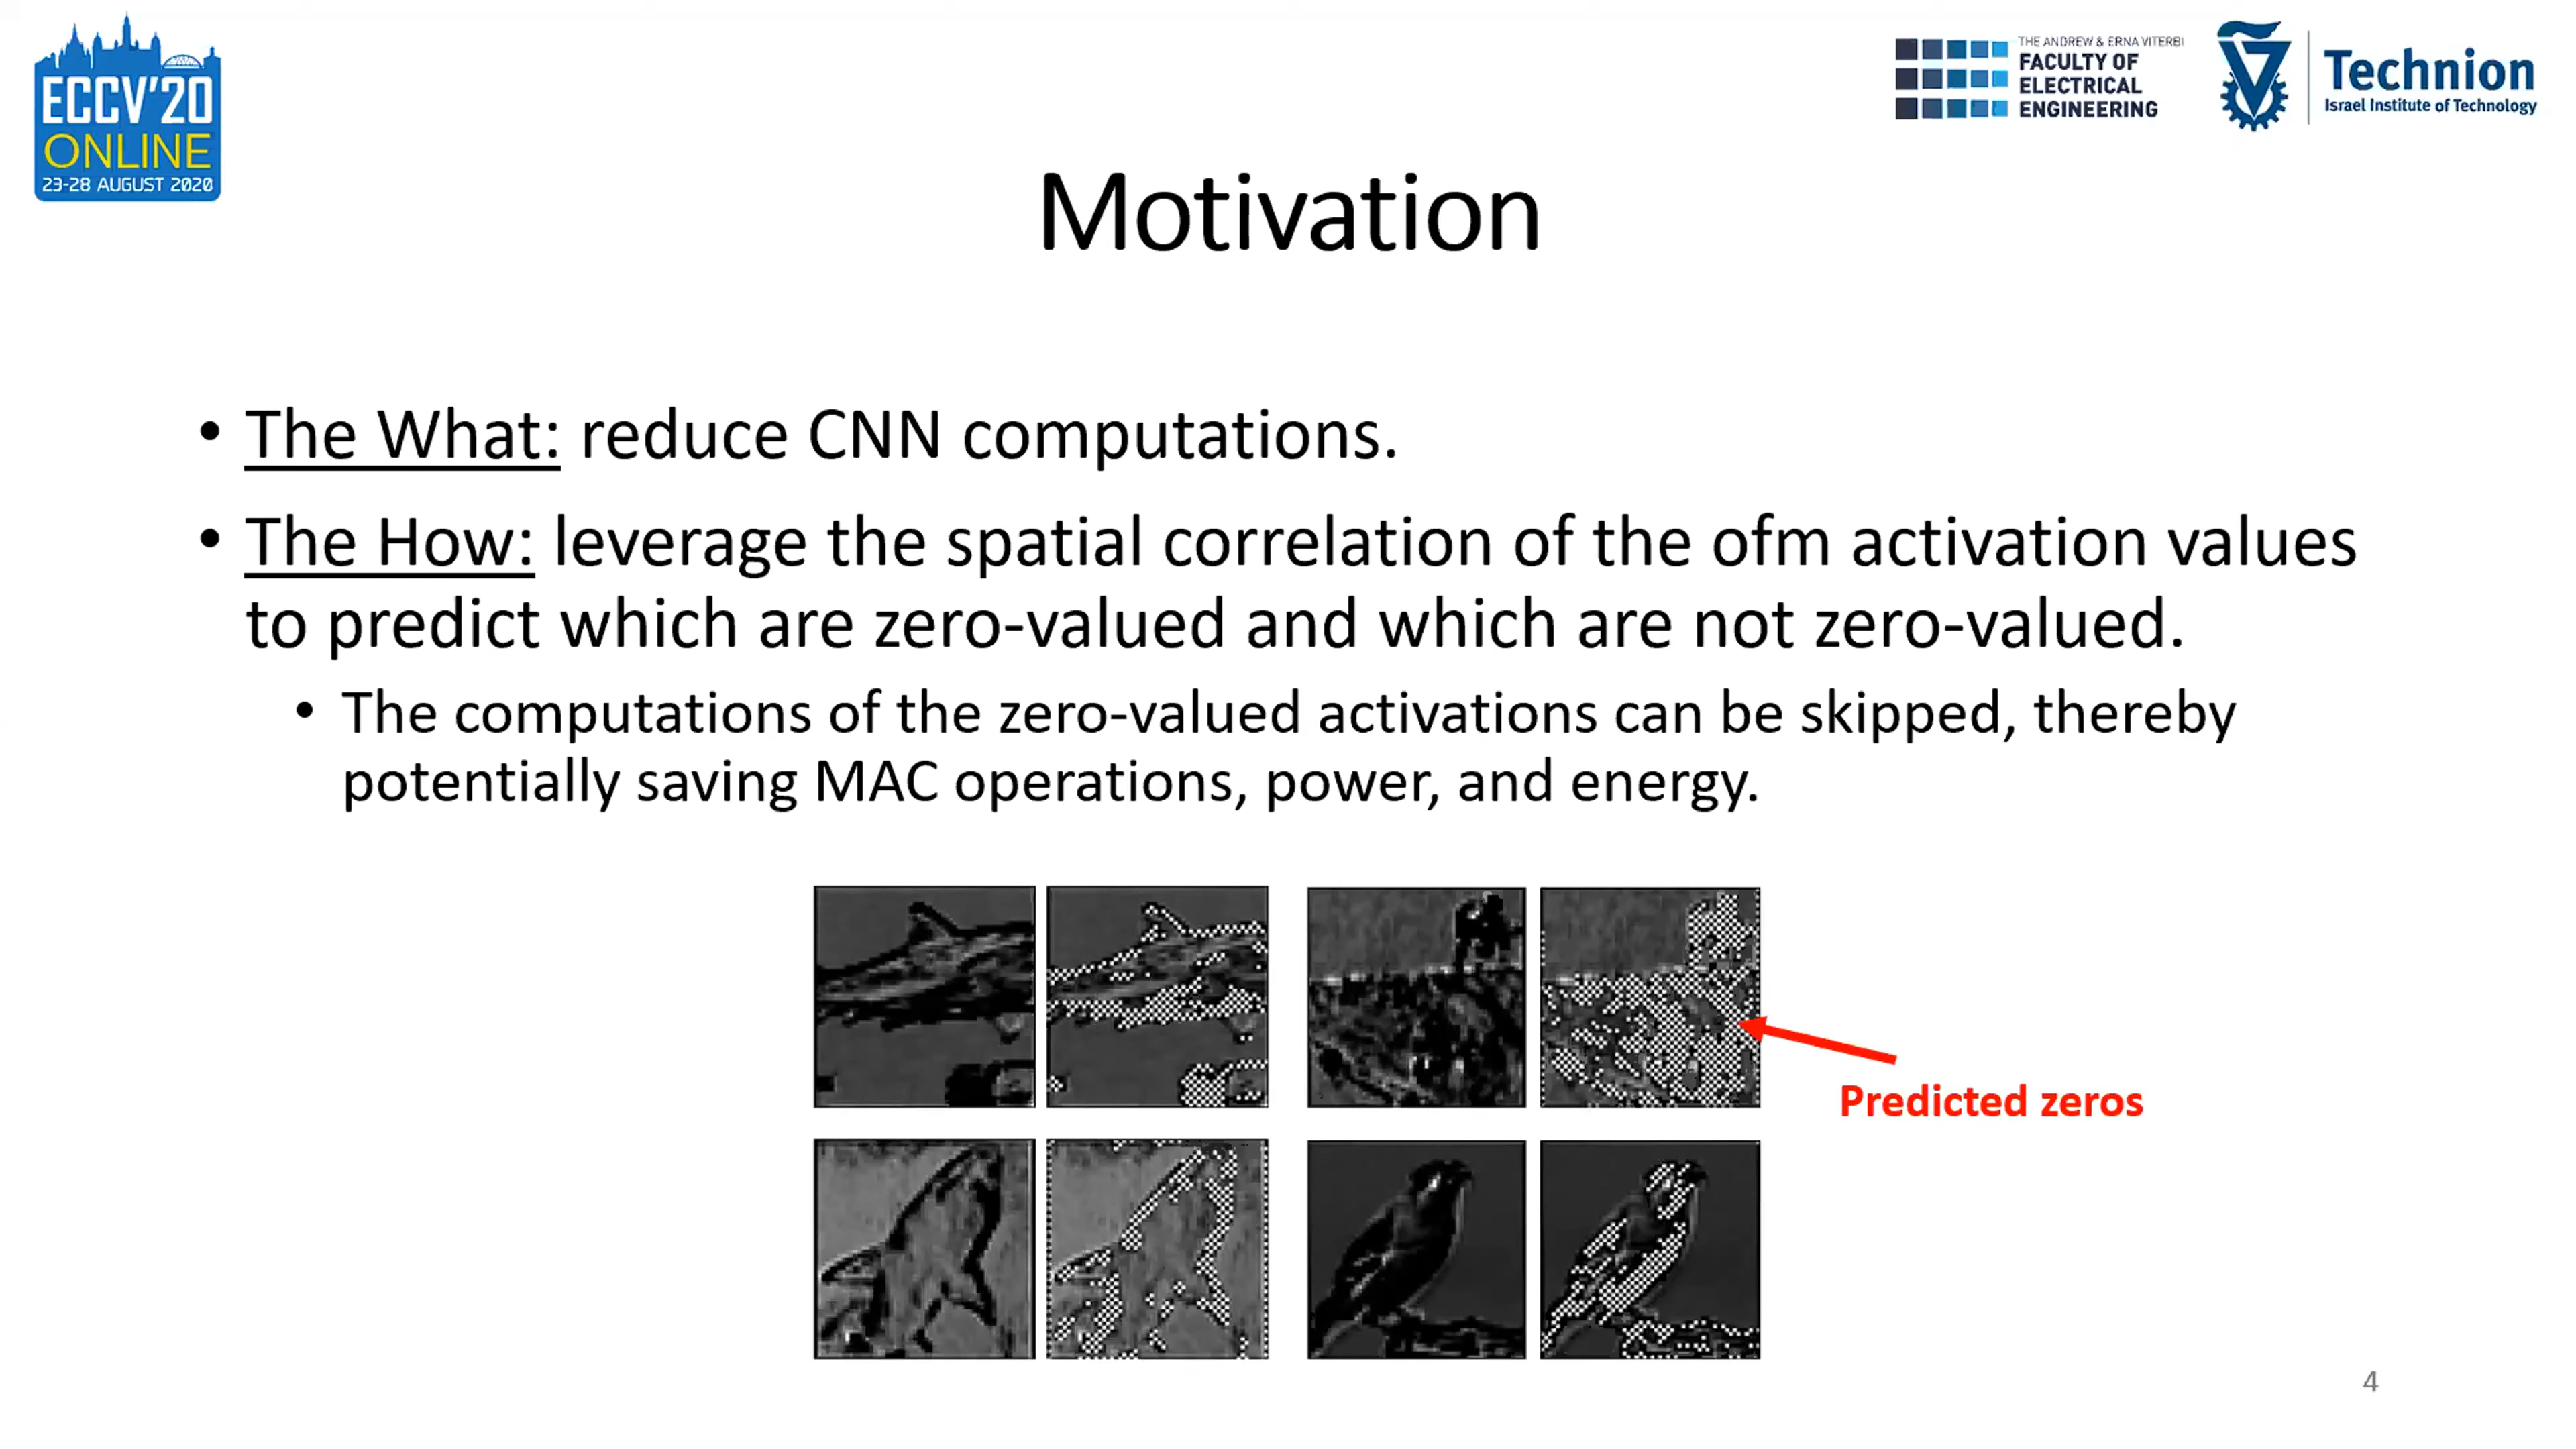 ECCV'20
ONLINE
23-28 AUGUST 2020
THE ANDREW & ERNA VITERBI
FACULTY OF
ELECTRICAL
ENGINEERING
Technion
Israel Institute of Technology
Motivation
• The What: reduce CNN computations.
• The How: leverage the spatial correlation of the ofm activation values
to predict which are zero-valued and which are not zero-valued.
• The computations of the zero-valued activations can be skipped, thereby
potentially saving MAC operations, power, and energy.
Predicted zeros
4